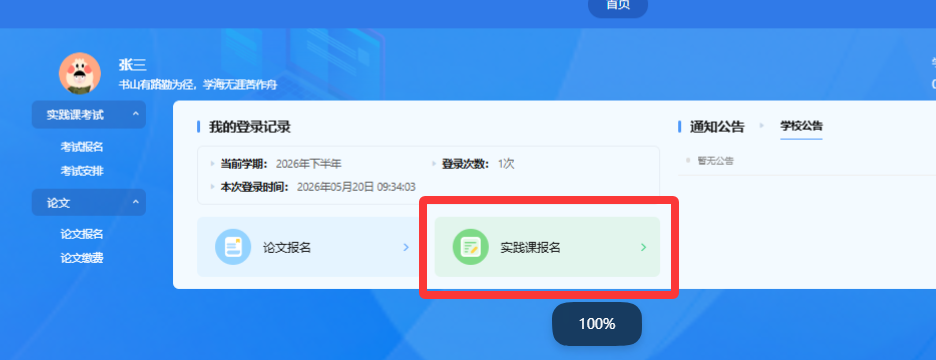 首页
张三
书山有路勤为径，学海无涯苦作舟
实践课考试
考试报名
考试安排
论文
论文报名
论文缴费
我的登录记录
当前学期： 2026年下半年
登录次数： 1次
本次登录时间： 2026年05月20日 09:34:03
论文报名
实践课报名
通知公告
学校公告
暂无公告
100%